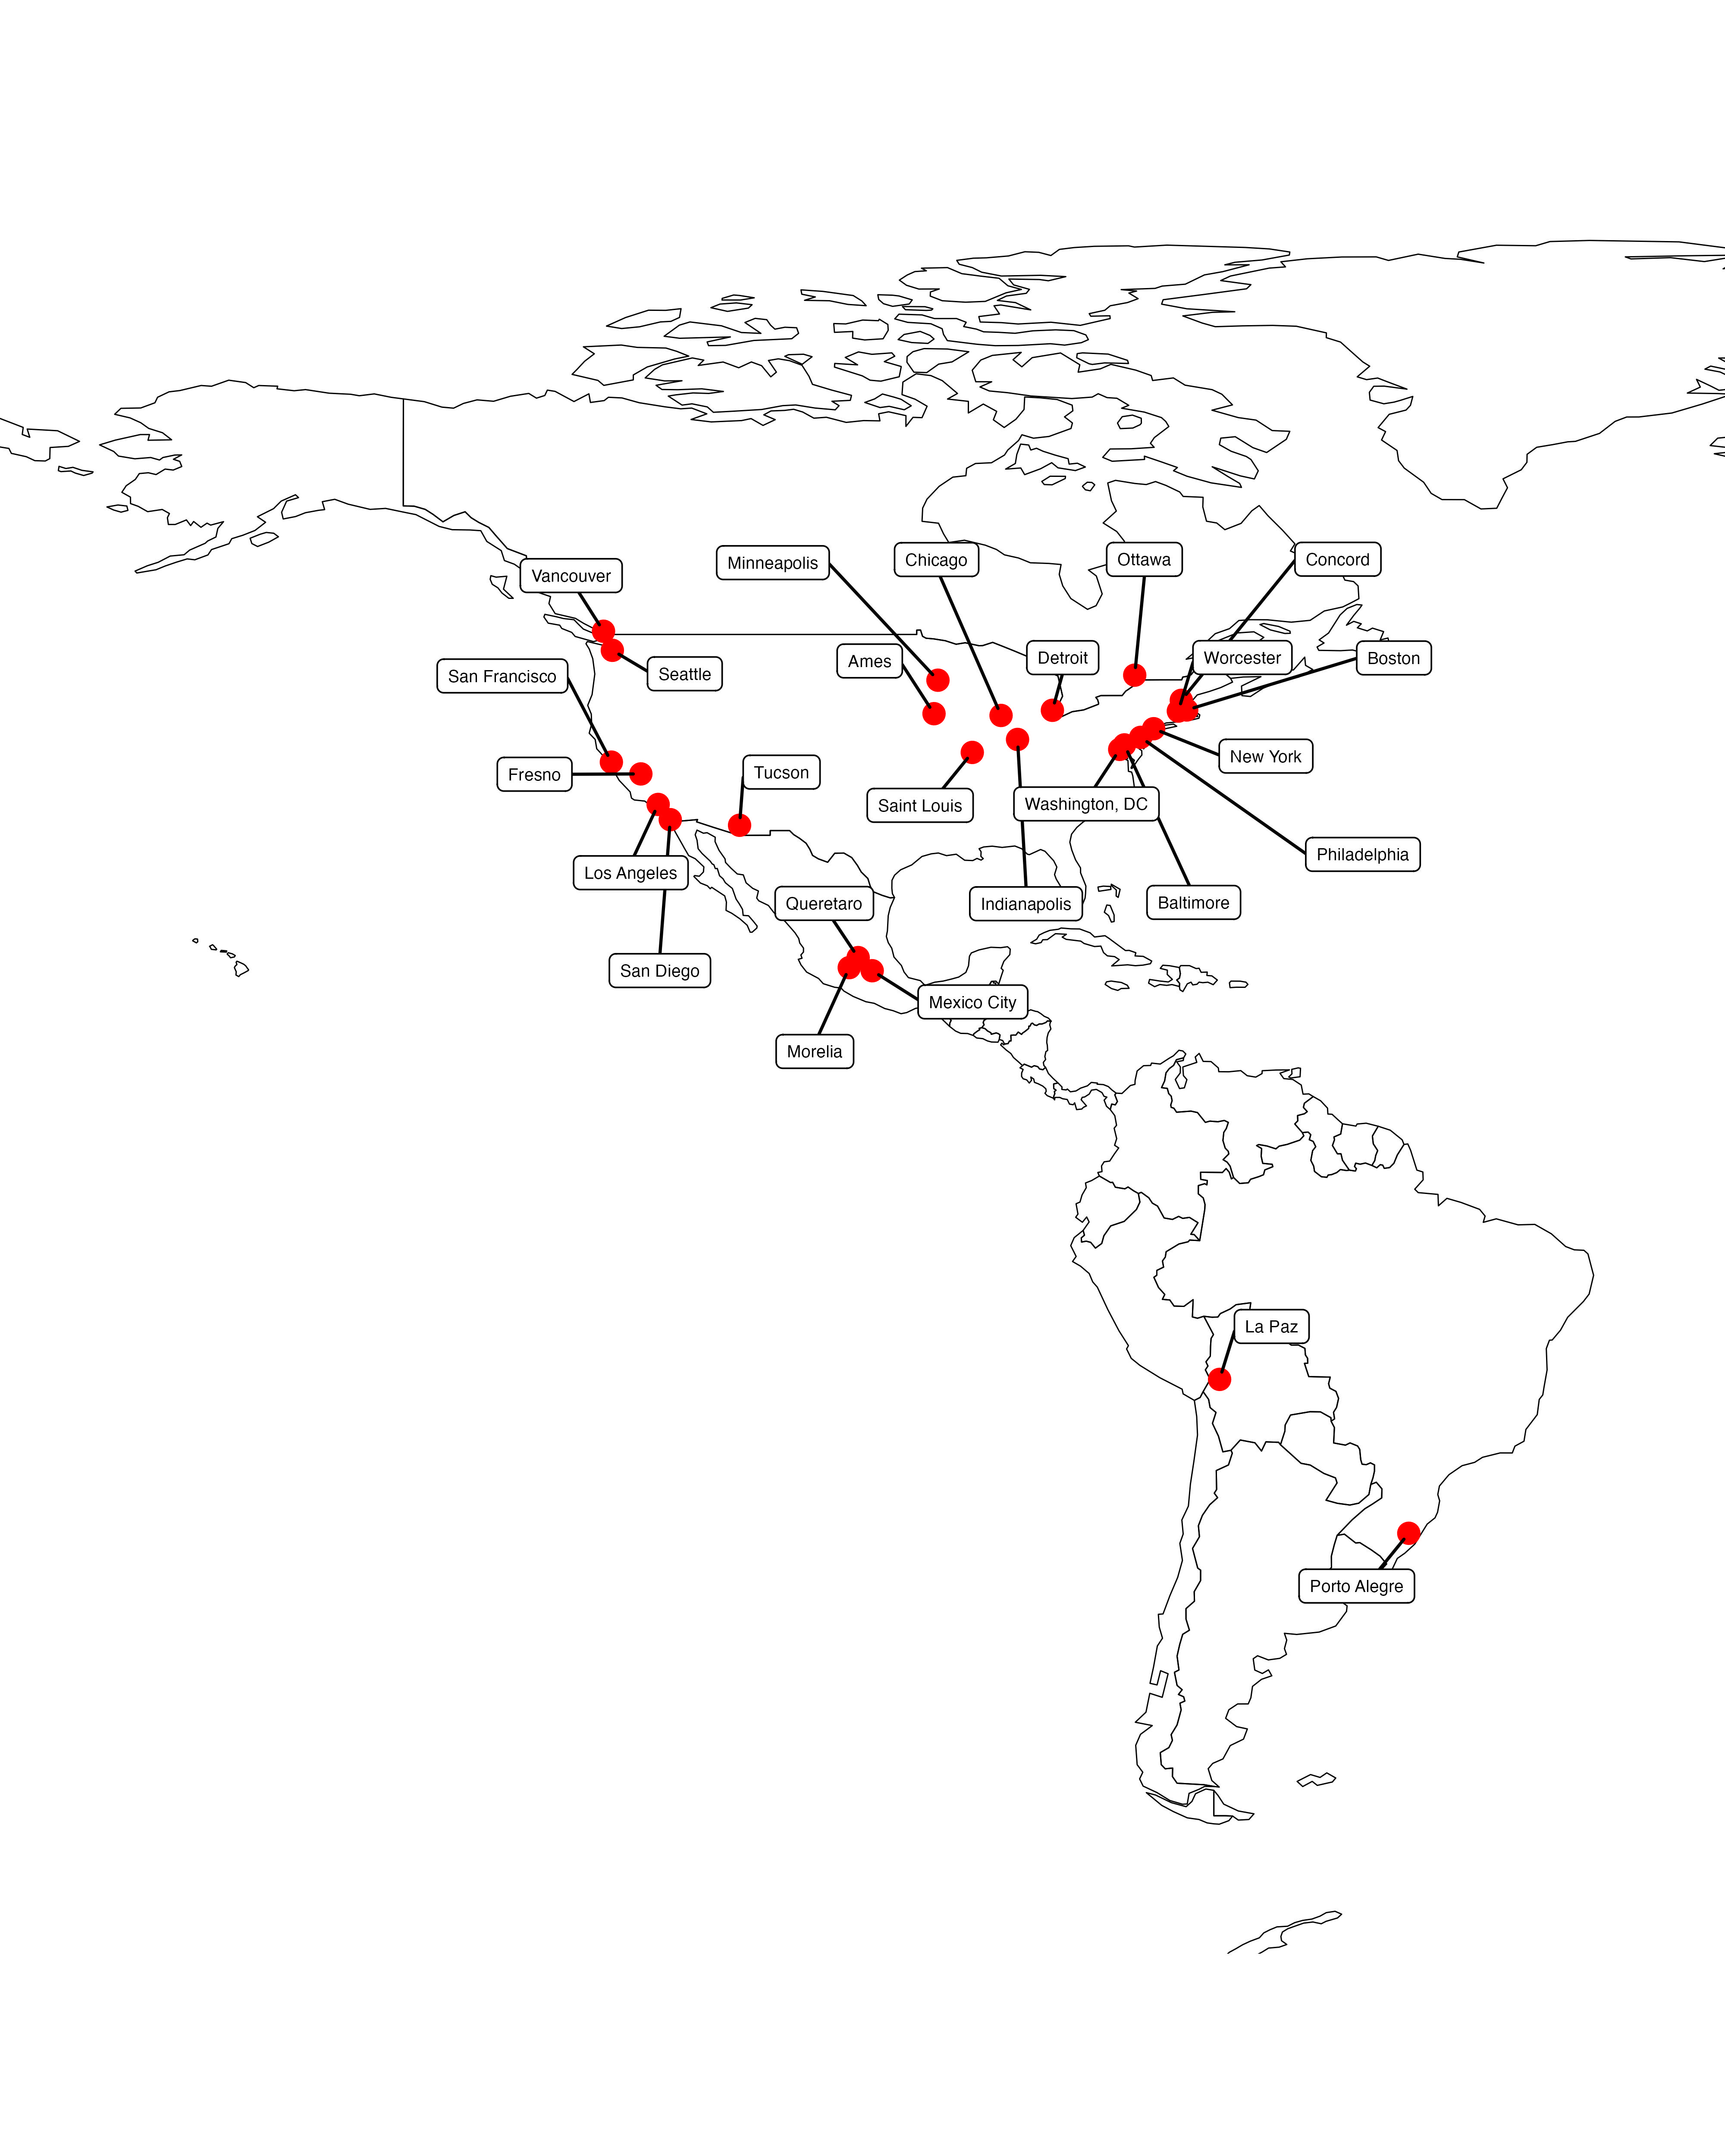 Concord
Chicago
Ottawa
Minneapolis
Vancouver
Worcester
Boston
Detroit
Ames
Seattle
San Francisco
New York
Tucson
Fresno
Washington, DC
Saint Louis
Philadelphia
Los Angeles
Baltimore
Queretaro
Indianapolis
San Diego
Mexico City
Morelia
La Paz
Porto Alegre